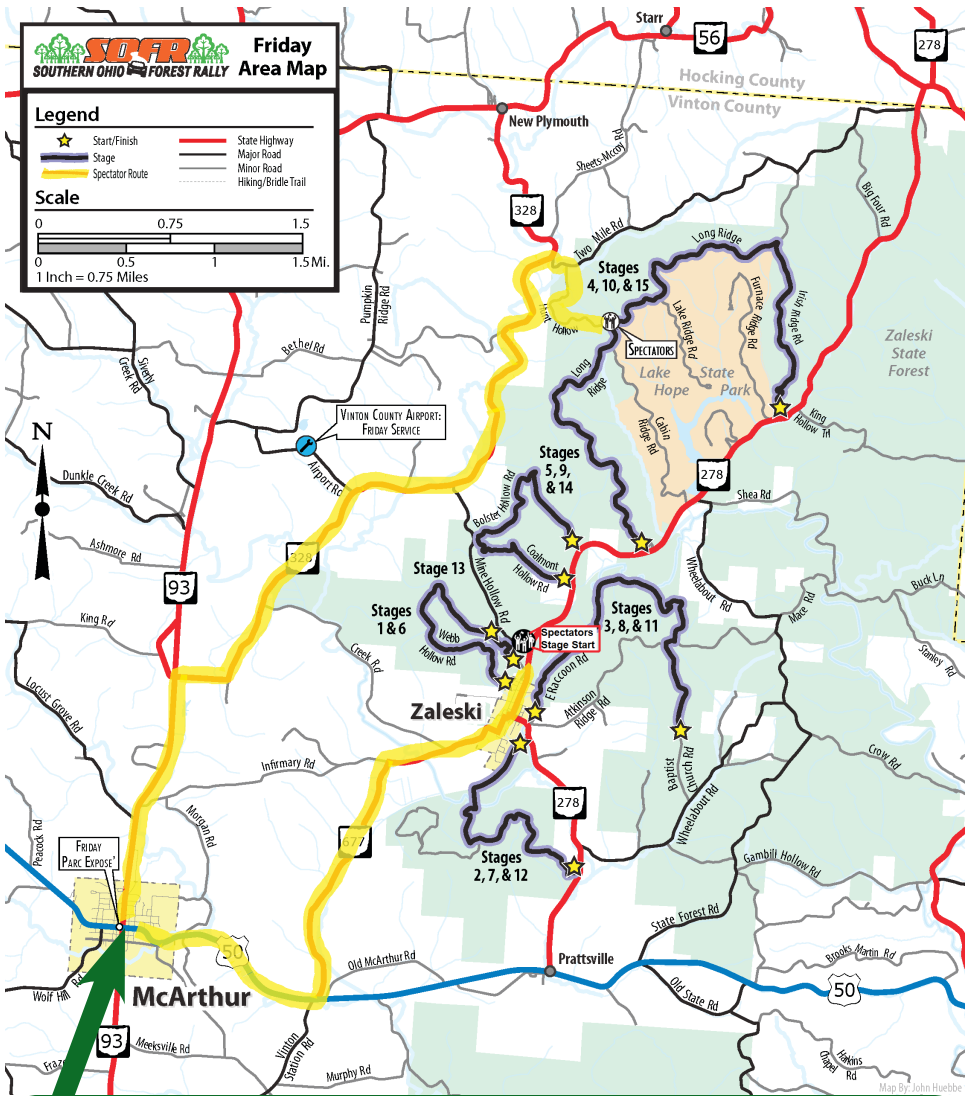 SOFR
SOUTHERN OHIO FOREST RALLY
Friday
Area Map
Legend
Start/Finish
Stage
Spectator Route
State Highway
Major Road
Minor Road
Hiking/Bridle Trail
Scale
0 0.75 1.5
0 0.5 1 1.5 Mi.
1 Inch = 0.75 Miles
Starr
56
278
Hocking County
Vinton County
New Plymouth
Sheets-McCoy Rd
328
Two Mile Rd
Big Four Rd
Long Ridge
Stages
4, 10, & 15
Hunt Hollow
SPECTATORS
Lake Ridge Rd
Furnace Ridge Rd
Irish Ridge Rd
Zaleski
State
Forest
Long Ridge
Lake Hope
State Park
Cabin Ridge Rd
King Hollow Trl
Pumpkin Ridge Rd
Bethel Rd
Siverly Creek Rd
VINTON COUNTY AIRPORT:
FRIDAY SERVICE
Airport Rd
N
Dunkle Creek Rd
Ashmore Rd
93
328
King Rd
Stages
5, 9,
& 14
Bolster Hollow Rd
Coalmont
Hollow Rd
278
Shea Rd
Wheelabout Rd
Mace Rd
Buck Ln
Stanley Rd
Stage 13
Mine Hollow Rd
Stages
1 & 6
Webb
Hollow Rd
Spectators
Stage Start
Stages
3, 8, & 11
E Raccoon Rd
Atkinson
Ridge Rd
Creek Rd
Zaleski
Locust Grove Rd
Infirmary Rd
Baptist Church Rd
Crow Rd
Wheelabout Rd
278
677
Morgan Rd
Peacock Rd
FRIDAY
PARC EXPOSE'
Stages
2, 7, & 12
Gambill Hollow Rd
State Forest Rd
50
Old McArthur Rd
Prattsville
Brooks Martin Rd
50
Wolf Hill Rd
McArthur
Old State Rd
93
Meeksville Rd
Vinton Station Rd
Murphy Rd
Harkins Chapel Rd
Map By: John Huebbe